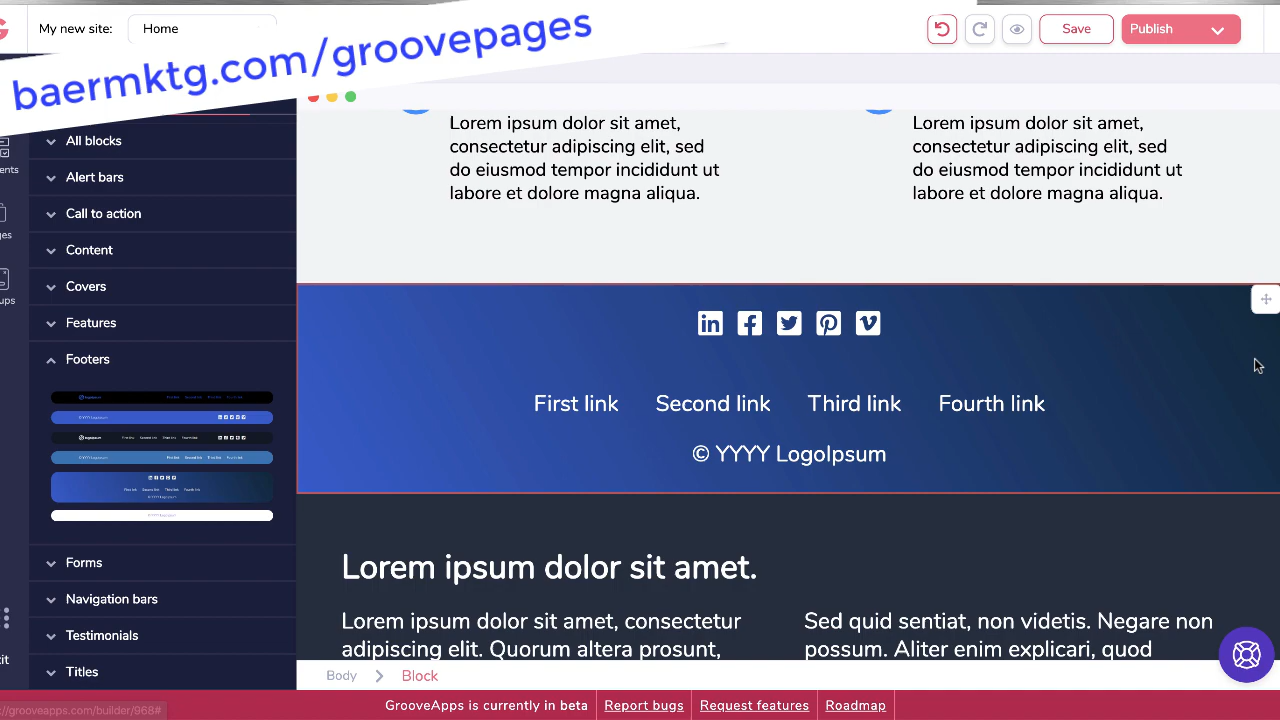 My new site:
Home
Save
Publish
baermktg.com/groovepages
All blocks
Alert bars
Call to action
Content
Covers
Features
Footers
Forms
Navigation bars
Testimonials
Titles
Lorem ipsum dolor sit amet,
consectetur adipiscing elit, sed
do eiusmod tempor incididunt ut
labore et dolore magna aliqua.
Lorem ipsum dolor sit amet,
consectetur adipiscing elit, sed
do eiusmod tempor incididunt ut
labore et dolore magna aliqua.
First link Second link Third link Fourth link
© YYYY LogoIpsum
Lorem ipsum dolor sit amet.
Lorem ipsum dolor sit amet, consectetur
adipiscing elit. Quorum altera prosunt,
Sed quid sentiat, non videtis. Negare non
possum. Aliter enim explicari, quod
Body > Block
GrooveApps is currently in beta Report bugs Request features Roadmap
://grooveapps.com/builder/968#